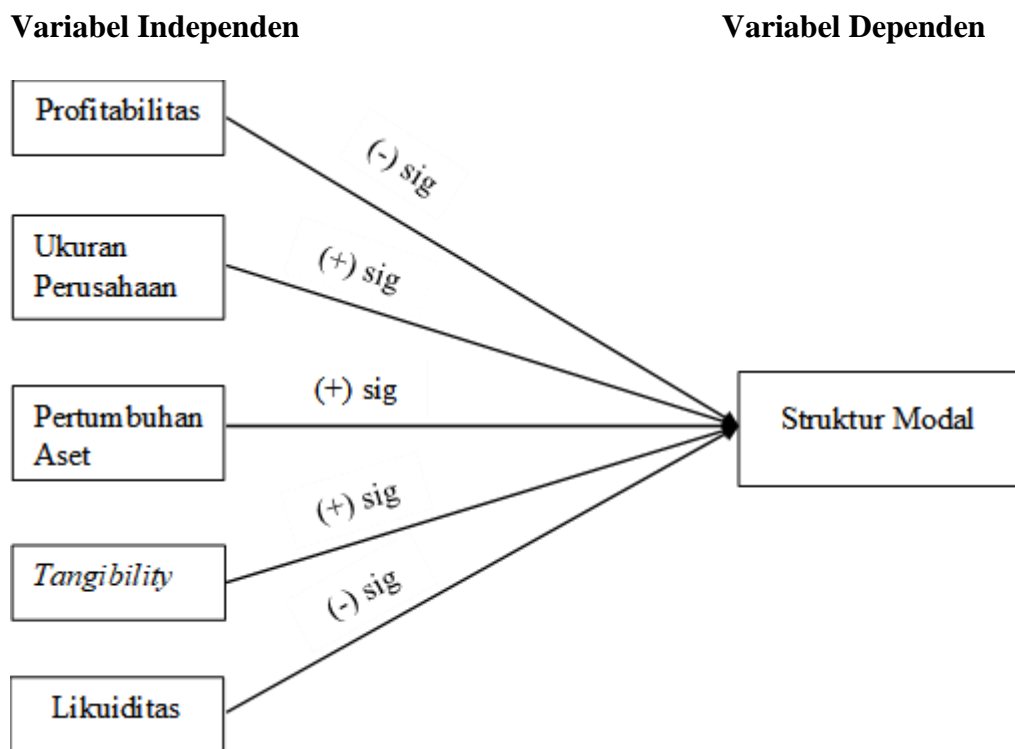 Variabel Independen
Variabel Dependen
Profitabilitas
(-) sig
Ukuran
Perusahaan
(+) sig
Pertumbuhan
Aset
(+) sig
Struktur Modal
Tangibility
(+) sig
Likuiditas
(-) sig